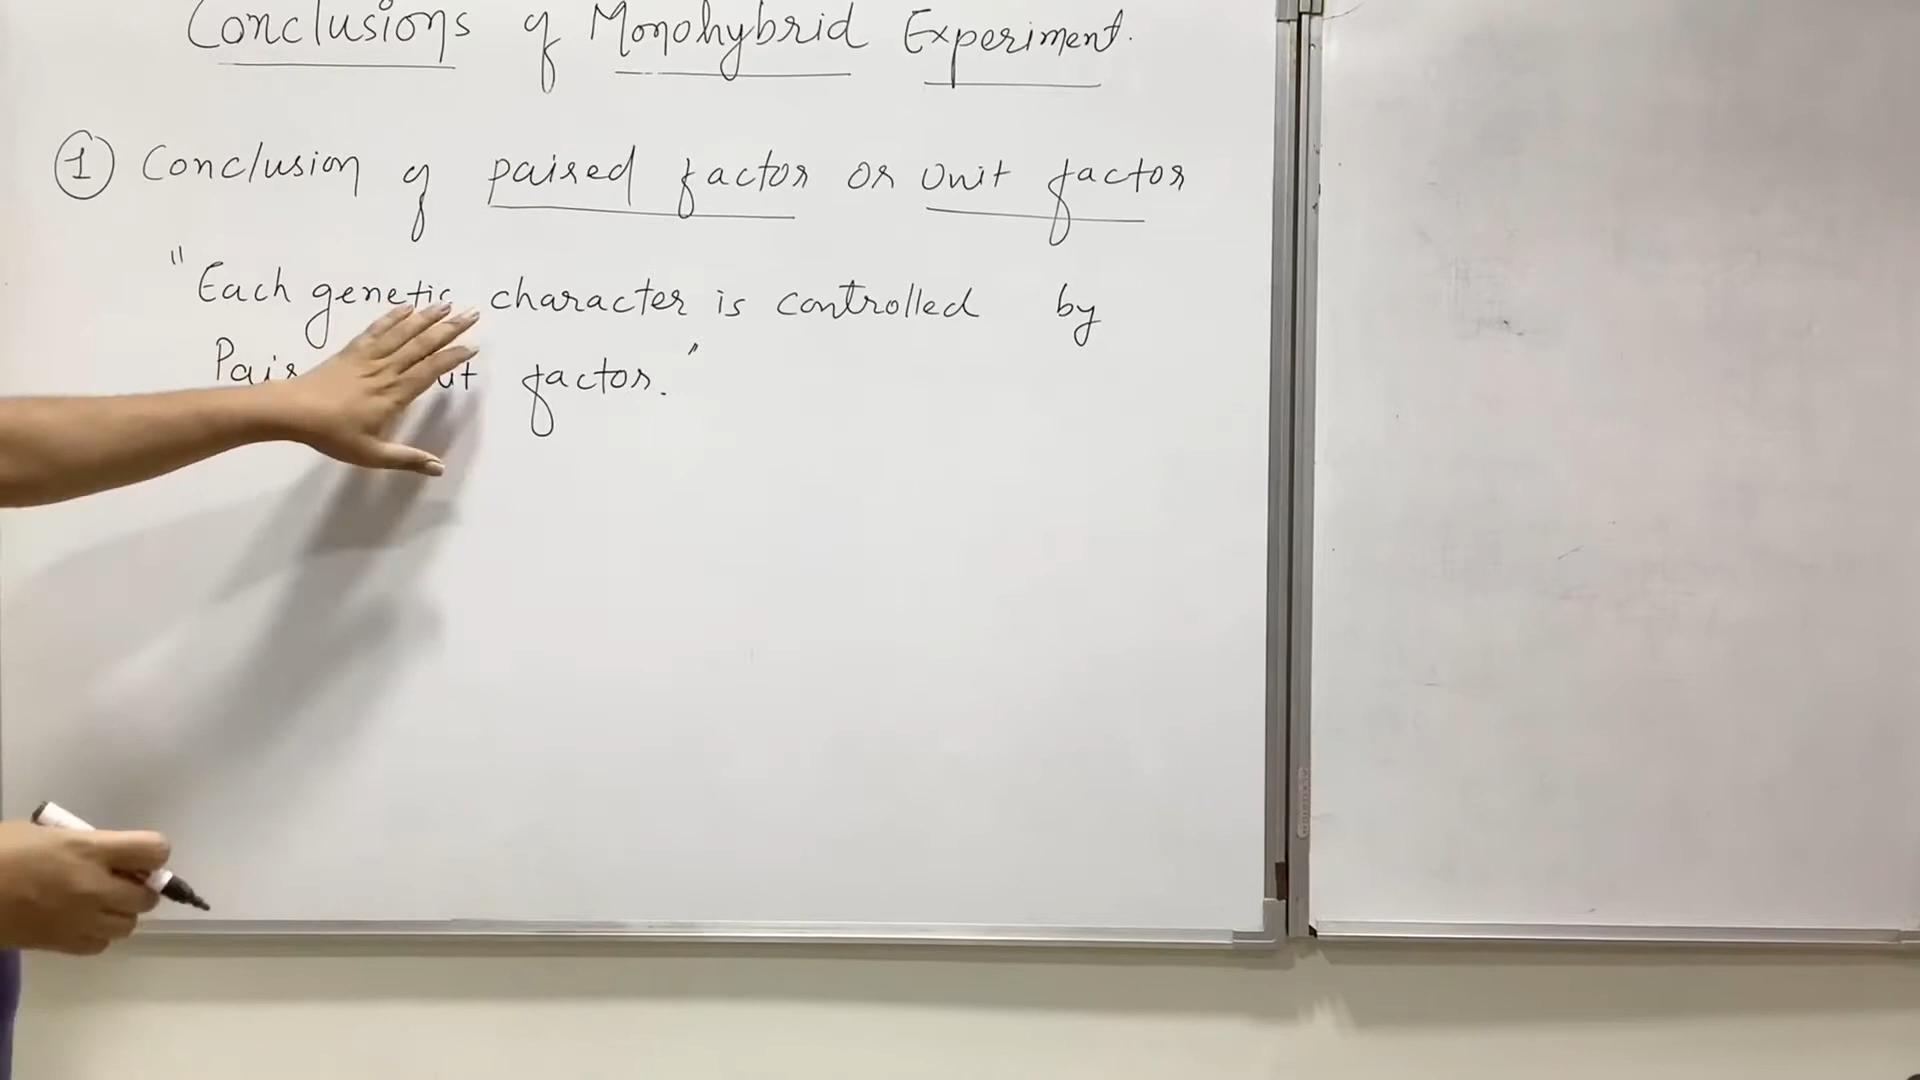 Conclusions of Monohybrid Experiment.
1 Conclusion of paired factor or unit factor
"Each genetic character is controlled by
factor."